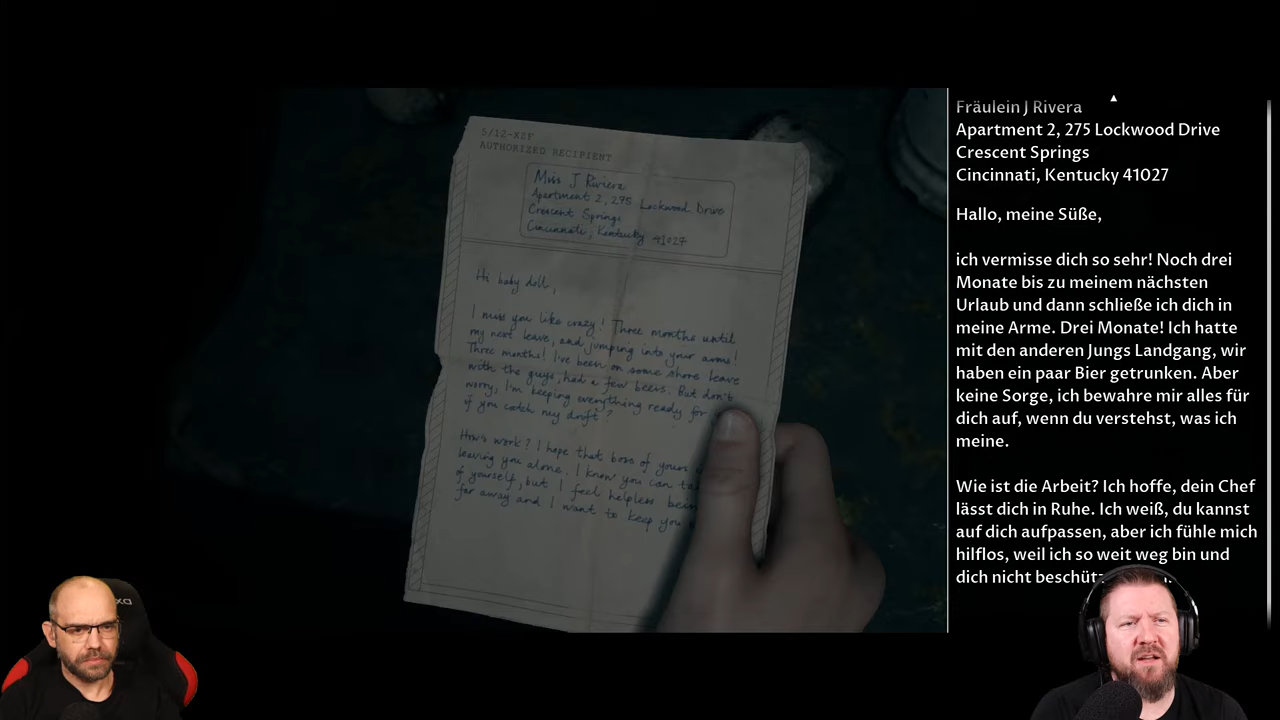 5/12-X2F
AUTHORIZED RECIPIENT
Miss J Riviera
Apartment 2, 275 Lockwood Drive
Crescent Springs
Cincinnati, Kentucky 41027
Hi baby doll,
I miss you like crazy! Three months until
my next leave, and jumping into your arms!
Three months! I've been on some shore leave
with the guys, had a few beers. But don't
worry, I'm keeping everything ready for
if you catch my drift?
How's work? I hope that boss of yours
leaving you alone. I know you can
of yourself, but I feel helpless
far away and I want to keep you
Fräulein J Rivera
Apartment 2, 275 Lockwood Drive
Crescent Springs
Cincinnati, Kentucky 41027
Hallo, meine Süße,
ich vermisse dich so sehr! Noch drei
Monate bis zu meinem nächsten
Urlaub und dann schließe ich dich in
meine Arme. Drei Monate! Ich hatte
mit den anderen Jungs Landgang, wir
haben ein paar Bier getrunken. Aber
keine Sorge, ich bewahre mir alles für
dich auf, wenn du verstehst, was ich
meine.
Wie ist die Arbeit? Ich hoffe, dein Chef
lässt dich in Ruhe. Ich weiß, du kannst
auf dich aufpassen, aber ich fühle mich
hilflos, weil ich so weit weg bin und
dich nicht